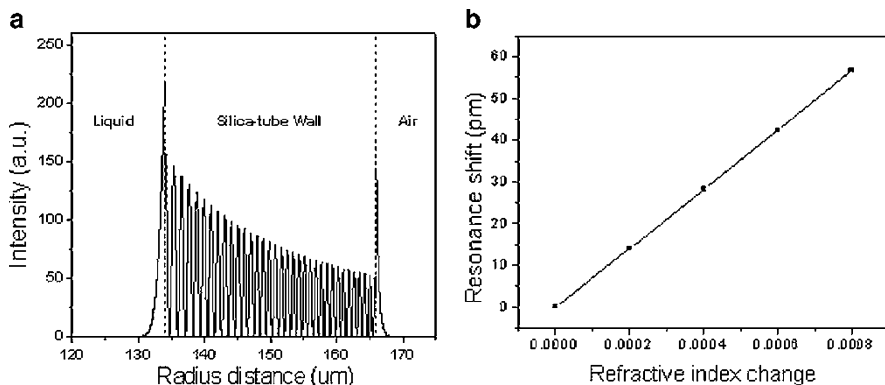 a
Intensity (a.u.)
250
200
150
100
50
0
Liquid
Silica-tube Wall
Air
120
130
140
150
160
170
Radius distance (um)
b
Resonance shift (pm)
60
50
40
30
20
10
0
0.0000
0.0002
0.0004
0.0006
0.0008
Refractive index change